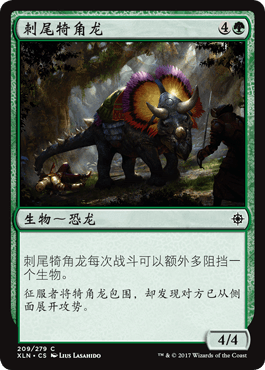 刺尾犄角龙 4
生物～恐龙
刺尾犄角龙每次战斗可以额外多阻挡一
个生物。
征服者将犄角龙包围，却发现对方已从侧
面展开攻势。
4/4
209/279 C
XLN • CS LIUS LASAHIDO
™ & © 2017 Wizards of the Coast